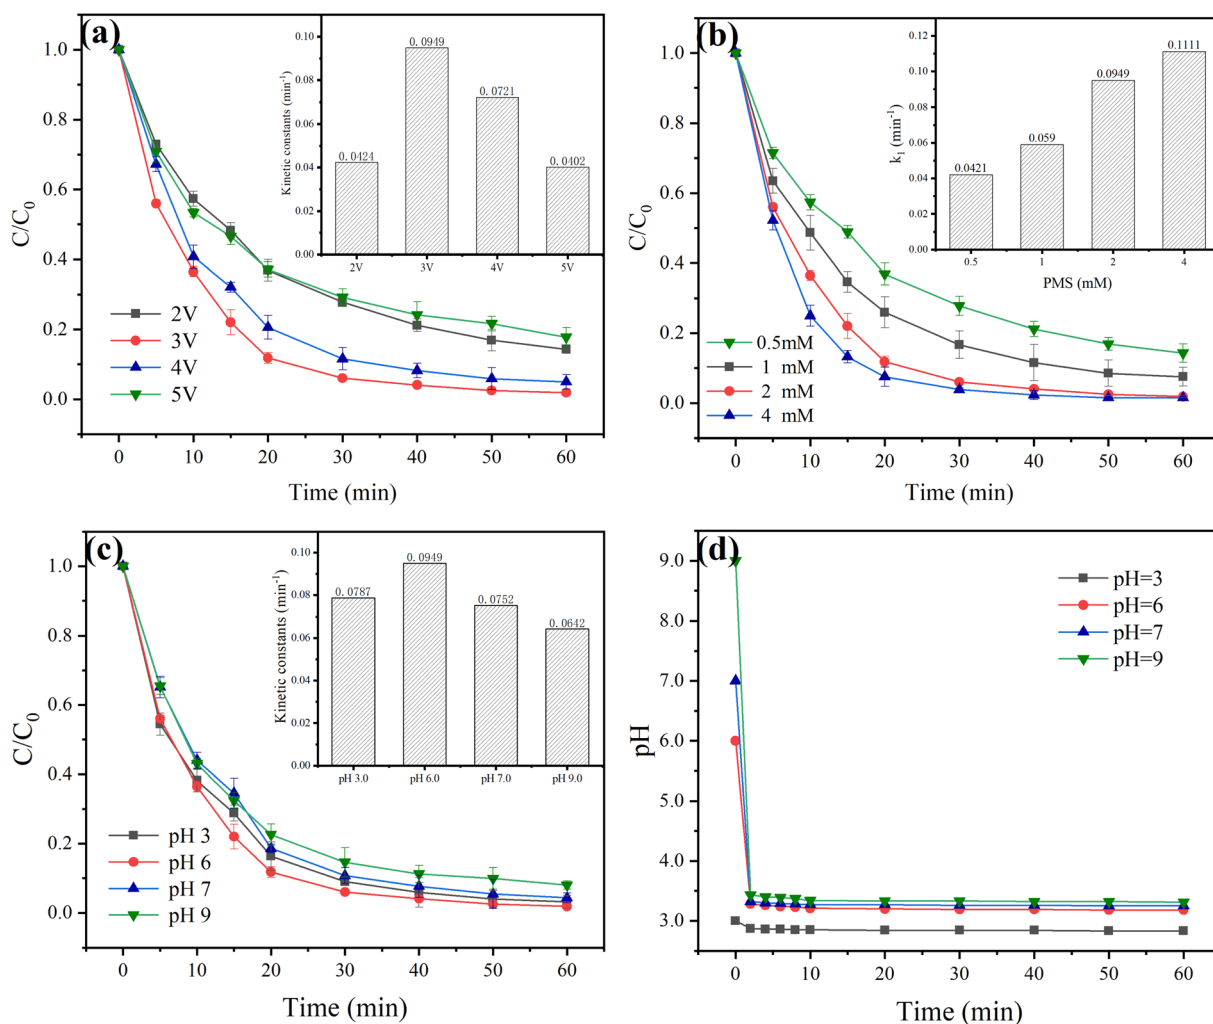 (a)
C/C0
1.0
0.8
0.6
0.4
0.2
0.0
0 10 20 30 40 50 60
Time (min)
2V
3V
4V
5V
Kinetic constants (min-1)
0.10
0.08
0.06
0.04
0.02
0.00
0.0424
0.0949
0.0721
0.0402
2V 3V 4V 5V
(b)
C/C0
1.0
0.8
0.6
0.4
0.2
0.0
0 10 20 30 40 50 60
Time (min)
0.5mM
1 mM
2 mM
4 mM
k1 (min-1)
0.12
0.10
0.08
0.06
0.04
0.02
0.00
0.0421
0.059
0.0949
0.1111
0.5 1 2 4
PMS (mM)
(c)
C/C0
1.0
0.8
0.6
0.4
0.2
0.0
0 10 20 30 40 50 60
Time (min)
pH 3
pH 6
pH 7
pH 9
Kinetic constants (min-1)
0.10
0.08
0.06
0.04
0.02
0.00
0.0787
0.0949
0.0752
0.0642
pH 3.0 pH 6.0 pH 7.0 pH 9.0
(d)
pH
9.0
8.0
7.0
6.0
5.0
4.0
3.0
0 10 20 30 40 50 60
Time (min)
pH=3
pH=6
pH=7
pH=9